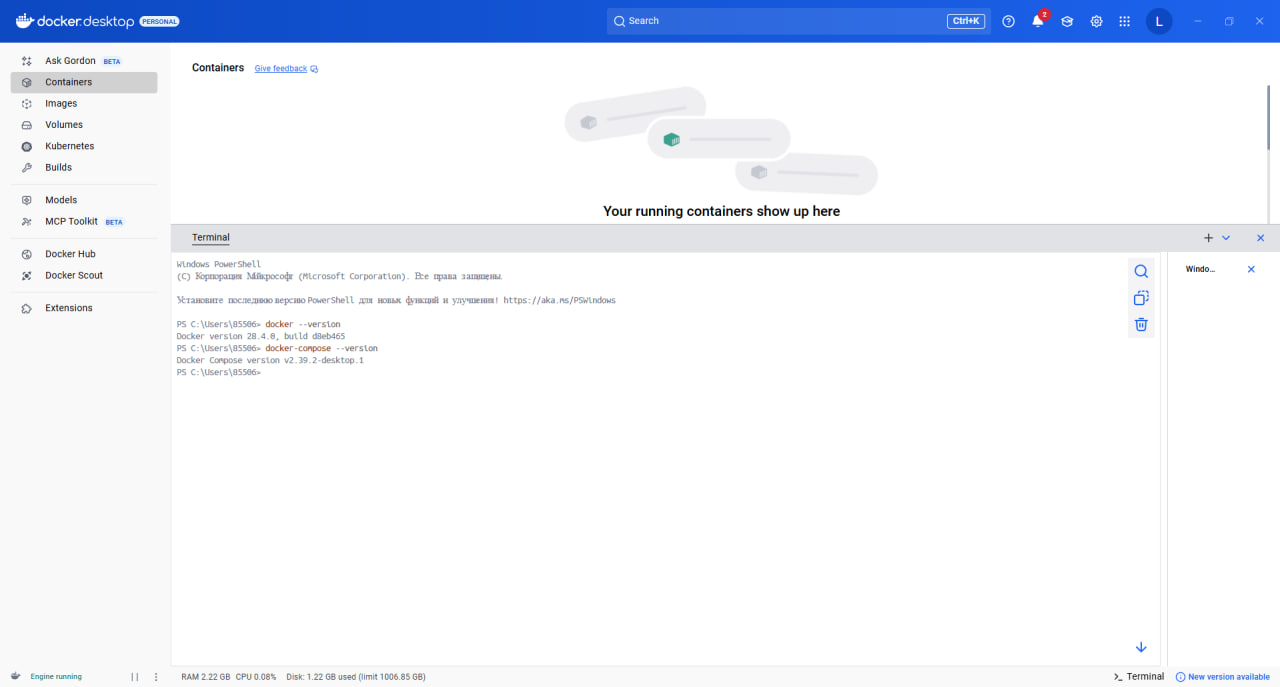 docker.desktop PERSONAL
Search
Ctrl+K
2
L
Ask Gordon BETA
Containers
Images
Volumes
Kubernetes
Builds
Models
MCP Toolkit BETA
Docker Hub
Docker Scout
Extensions
Containers Give feedback
Your running containers show up here
Terminal
Windows PowerShell
(C) Корпорация Майкрософт (Microsoft Corporation). Все права защищены.
Установите последнюю версию PowerShell для новых функций и улучшения! https://aka.ms/PSWindows
PS C:\Users\85506> docker --version
Docker version 28.4.0, build d8eb465
PS C:\Users\85506> docker-compose --version
Docker Compose version v2.39.2-desktop.1
PS C:\Users\85506>
Windo...
Engine running
RAM 2.22 GB CPU 0.08% Disk: 1.22 GB used (limit 1006.85 GB)
Terminal
New version available